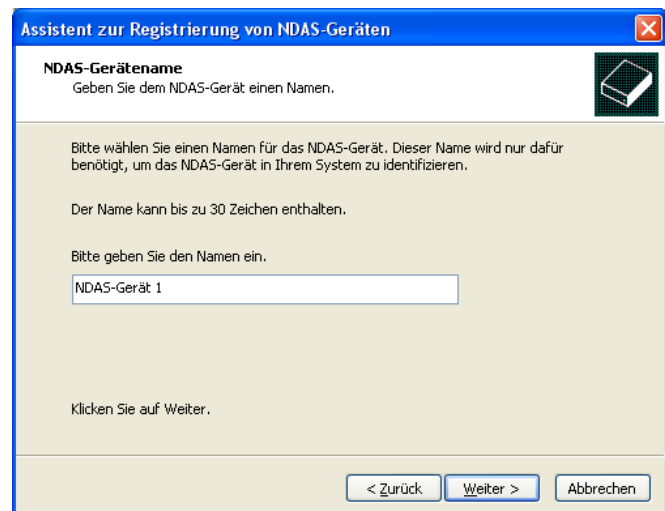 Assistent zur Registrierung von NDAS-Geräten
NDAS-Gerätename
Geben Sie dem NDAS-Gerät einen Namen.
Bitte wählen Sie einen Namen für das NDAS-Gerät. Dieser Name wird nur dafür
benötigt, um das NDAS-Gerät in Ihrem System zu identifizieren.
Der Name kann bis zu 30 Zeichen enthalten.
Bitte geben Sie den Namen ein.
NDAS-Gerät 1
Klicken Sie auf Weiter.
< Zurück Weiter > Abbrechen